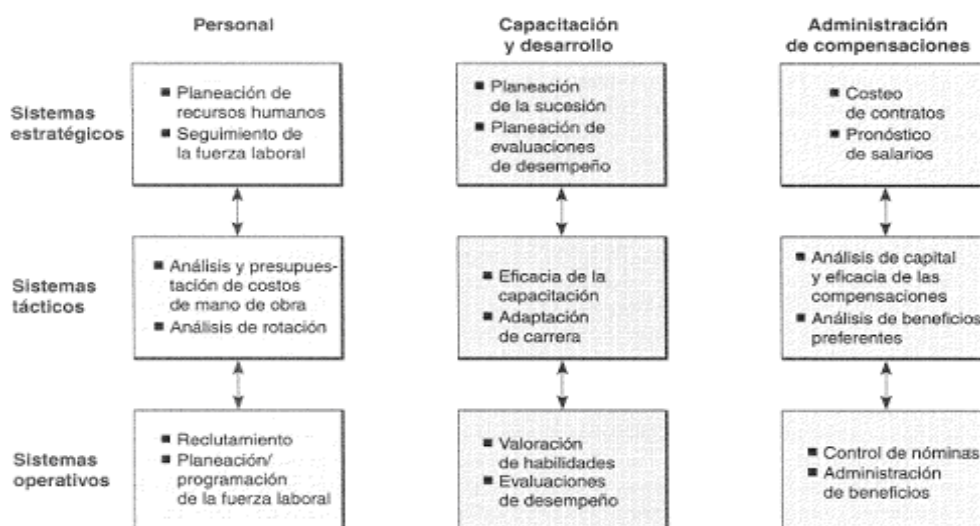 Personal
Capacitación
y desarrollo
Administración
de compensaciones
Sistemas
estratégicos
■ Planeación de
recursos humanos
■ Seguimiento de
la fuerza laboral
■ Planeación
de la sucesión
■ Planeación de
evaluaciones
de desempeño
■ Costeo
de contratos
■ Pronóstico
de salarios
Sistemas
tácticos
■ Análisis y presupues-
tación de costos
de mano de obra
■ Análisis de rotación
■ Eficacia de la
capacitación
■ Adaptación
de carrera
■ Análisis de capital
y eficacia de las
compensaciones
■ Análisis de beneficios
preferentes
Sistemas
operativos
■ Reclutamiento
■ Planeación/
programación
de la fuerza laboral
■ Valoración
de habilidades
■ Evaluaciones
de desempeño
■ Control de nóminas
■ Administración
de beneficios